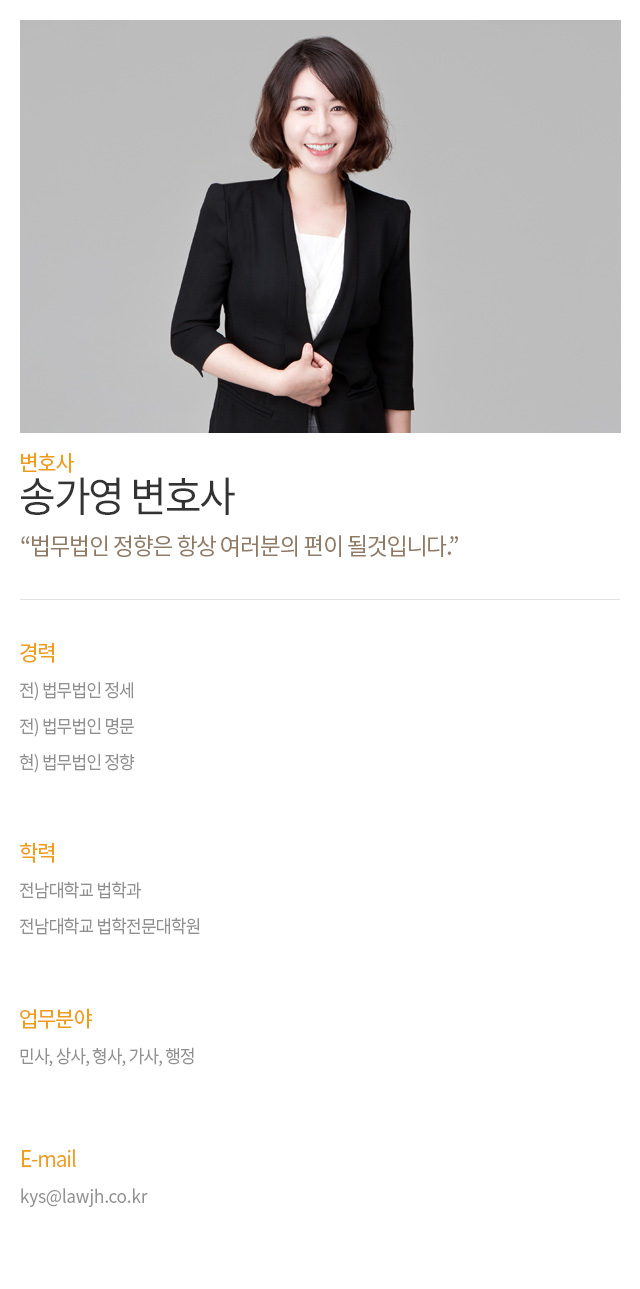 변호사
송가영 변호사
“법무법인 정향은 항상 여러분의 편이 될것입니다.”
경력
전) 법무법인 정세
전) 법무법인 명문
현) 법무법인 정향
학력
전남대학교 법학과
전남대학교 법학전문대학원
업무분야
민사, 상사, 형사, 가사, 행정
E-mail
kys@lawjh.co.kr